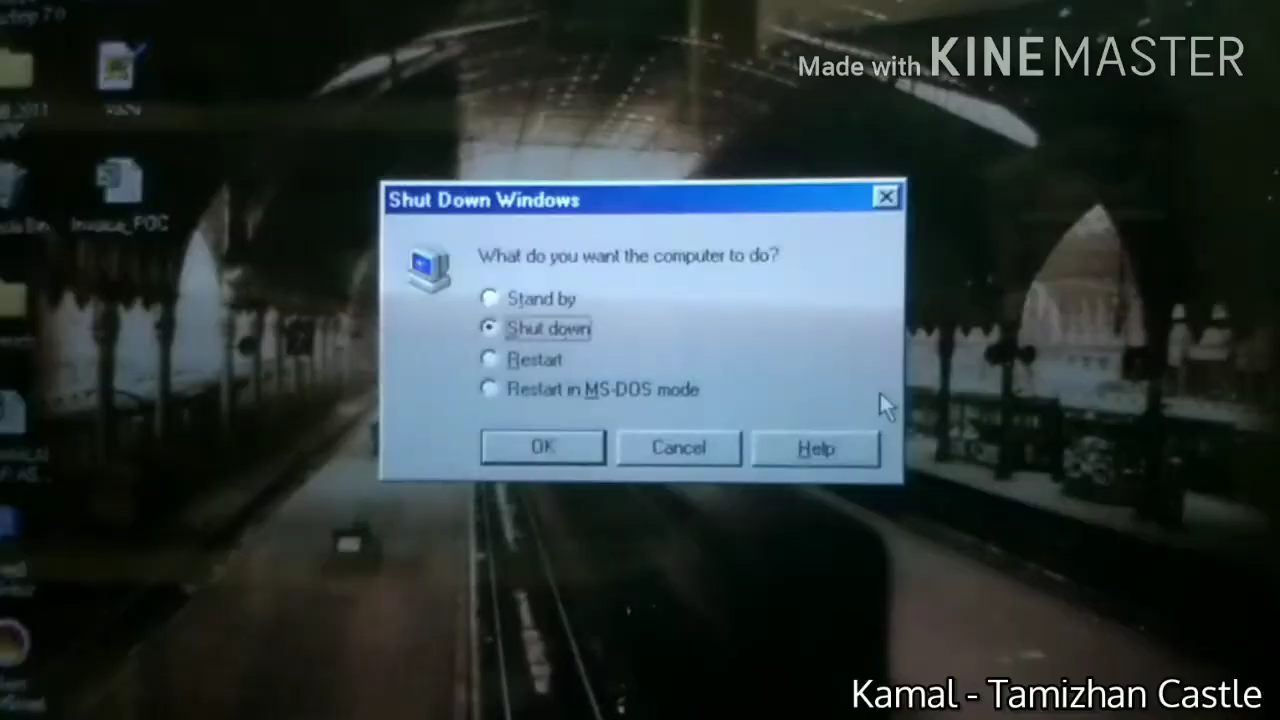 Made with KINEMASTER
Shut Down Windows
What do you want the computer to do?
Stand by
Shut down
Restart
Restart in MS-DOS mode
OK
Cancel
Help
Kamal - Tamizhan Castle